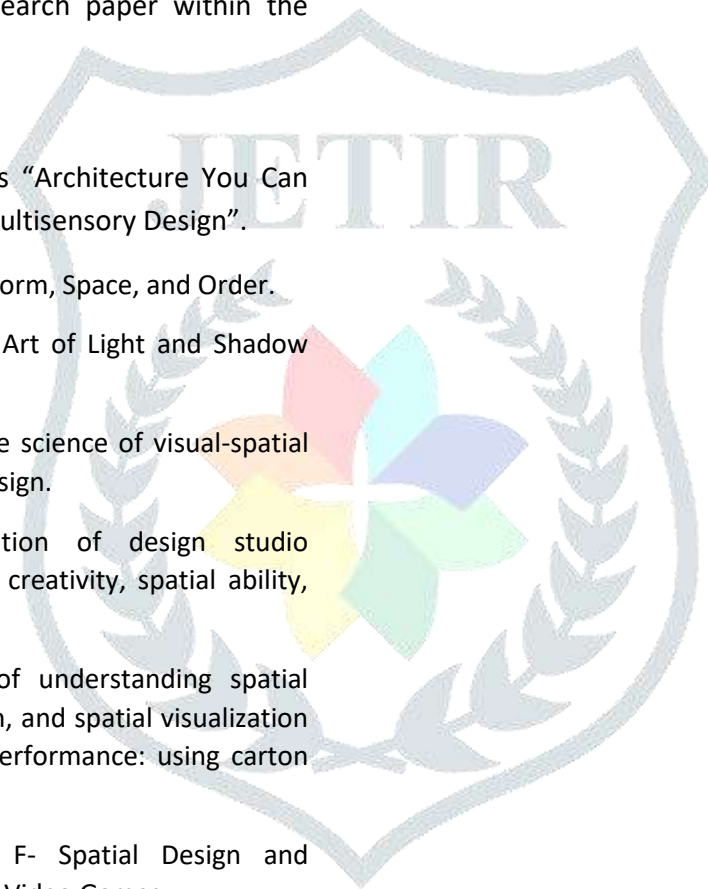 earch paper within the
JETIR
s “Architecture You Can
ultisensory Design”.
orm, Space, and Order.
Art of Light and Shadow
e science of visual-spatial
sign.
tion of design studio
creativity, spatial ability,
of understanding spatial
n, and spatial visualization
erformance: using carton
F- Spatial Design and
Video Games